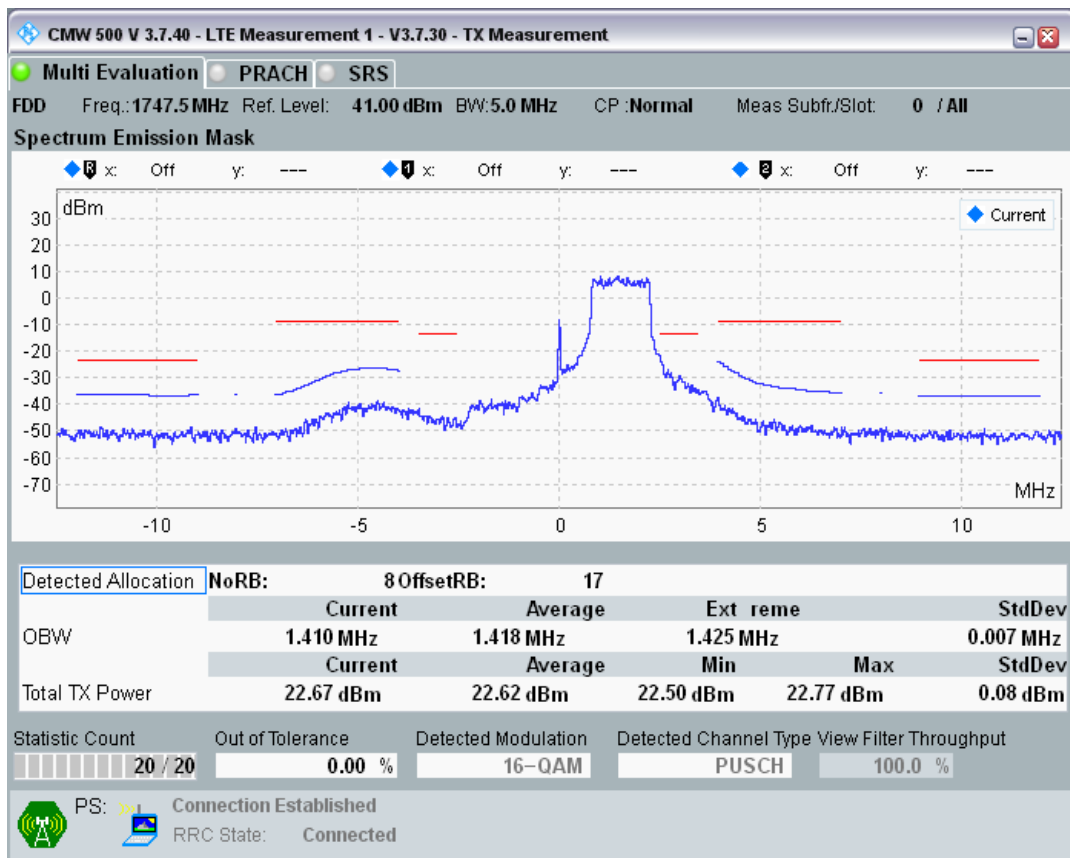 CMW 500 V 3.7.40 - LTE Measurement 1 - V3.7.30 - TX Measurement
Multi Evaluation PRACH SRS
FDD Freq.:1747.5 MHz Ref. Level: 41.00 dBm BW:5.0 MHz CP :Normal Meas Subfr./Slot: 0 / All
Spectrum Emission Mask
R x: Off y: --- 1 x: Off y: --- 2 x: Off y: ---
dBm
Current
30
20
10
0
-10
-20
-30
-40
-50
-60
-70
MHz
-10 -5 0 5 10
Detected Allocation NoRB: 8 OffsetRB: 17
Current Average Ext reme StdDev
OBW 1.410 MHz 1.418 MHz 1.425 MHz 0.007 MHz
Current Average Min Max StdDev
Total TX Power 22.67 dBm 22.62 dBm 22.50 dBm 22.77 dBm 0.08 dBm
Statistic Count Out of Tolerance Detected Modulation Detected Channel Type View Filter Throughput
20 / 20 0.00 % 16-QAM PUSCH 100.0 %
PS: Connection Established
RRC State: Connected